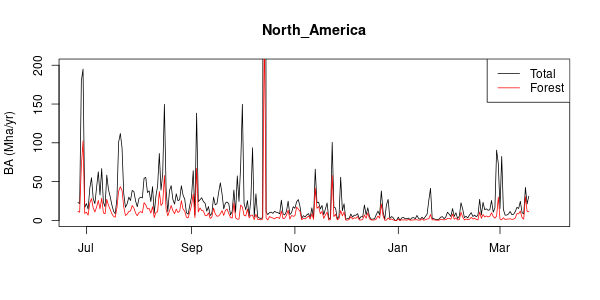 North_America
BA (Mha/yr)
200
150
100
50
0
Total
Forest
Jul Sep Nov Jan Mar